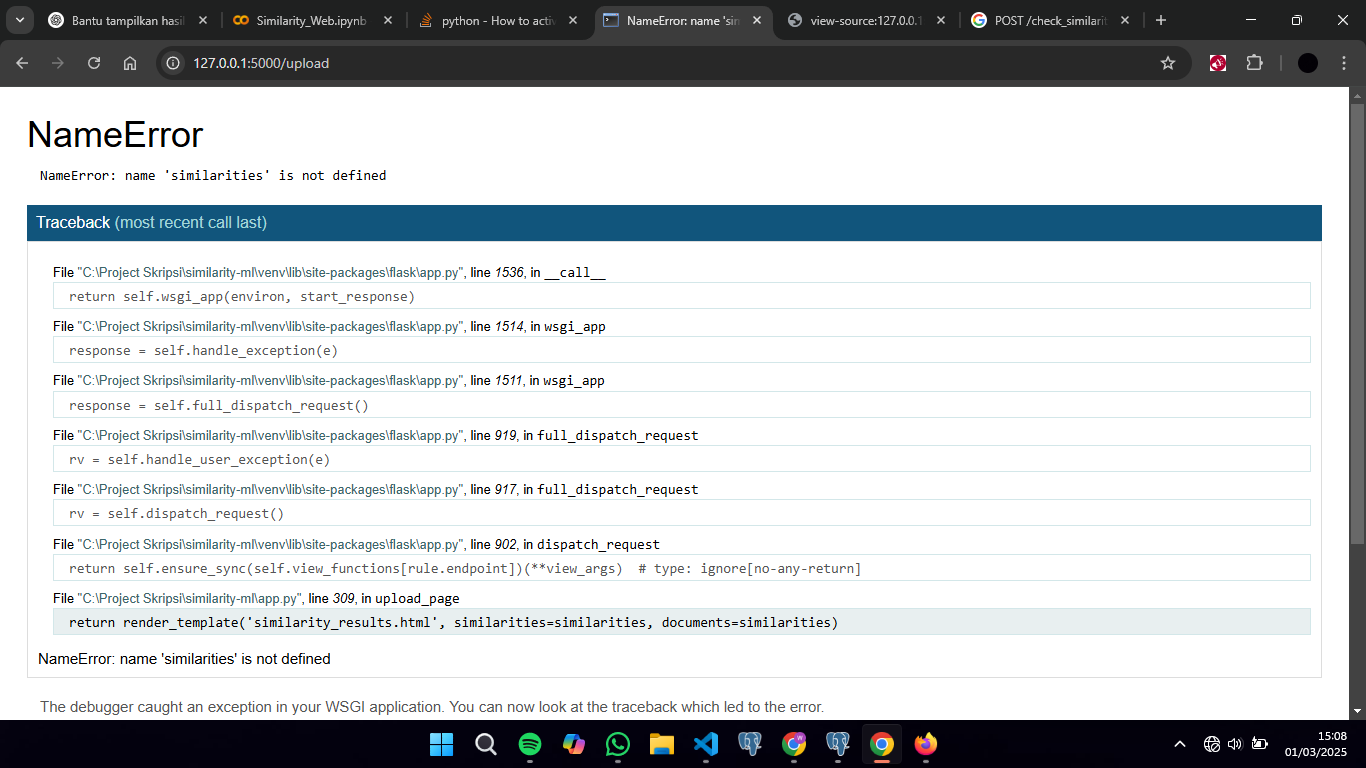 Bantu tampilkan hasil
Similarity_Web.ipynb
python - How to activ
NameError: name 'sim
view-source:127.0.0.1
POST /check_similarit
127.0.0.1:5000/upload
NameError
NameError: name 'similarities' is not defined
Traceback (most recent call last)
File "C:\Project Skripsi\similarity-ml\venv\lib\site-packages\flask\app.py", line 1536, in __call__
return self.wsgi_app(environ, start_response)
File "C:\Project Skripsi\similarity-ml\venv\lib\site-packages\flask\app.py", line 1514, in wsgi_app
response = self.handle_exception(e)
File "C:\Project Skripsi\similarity-ml\venv\lib\site-packages\flask\app.py", line 1511, in wsgi_app
response = self.full_dispatch_request()
File "C:\Project Skripsi\similarity-ml\venv\lib\site-packages\flask\app.py", line 919, in full_dispatch_request
rv = self.handle_user_exception(e)
File "C:\Project Skripsi\similarity-ml\venv\lib\site-packages\flask\app.py", line 917, in full_dispatch_request
rv = self.dispatch_request()
File "C:\Project Skripsi\similarity-ml\venv\lib\site-packages\flask\app.py", line 902, in dispatch_request
return self.ensure_sync(self.view_functions[rule.endpoint])(**view_args)  # type: ignore[no-any-return]
File "C:\Project Skripsi\similarity-ml\app.py", line 309, in upload_page
return render_template('similarity_results.html', similarities=similarities, documents=similarities)
NameError: name 'similarities' is not defined
The debugger caught an exception in your WSGI application. You can now look at the traceback which led to the error.
15:08
01/03/2025